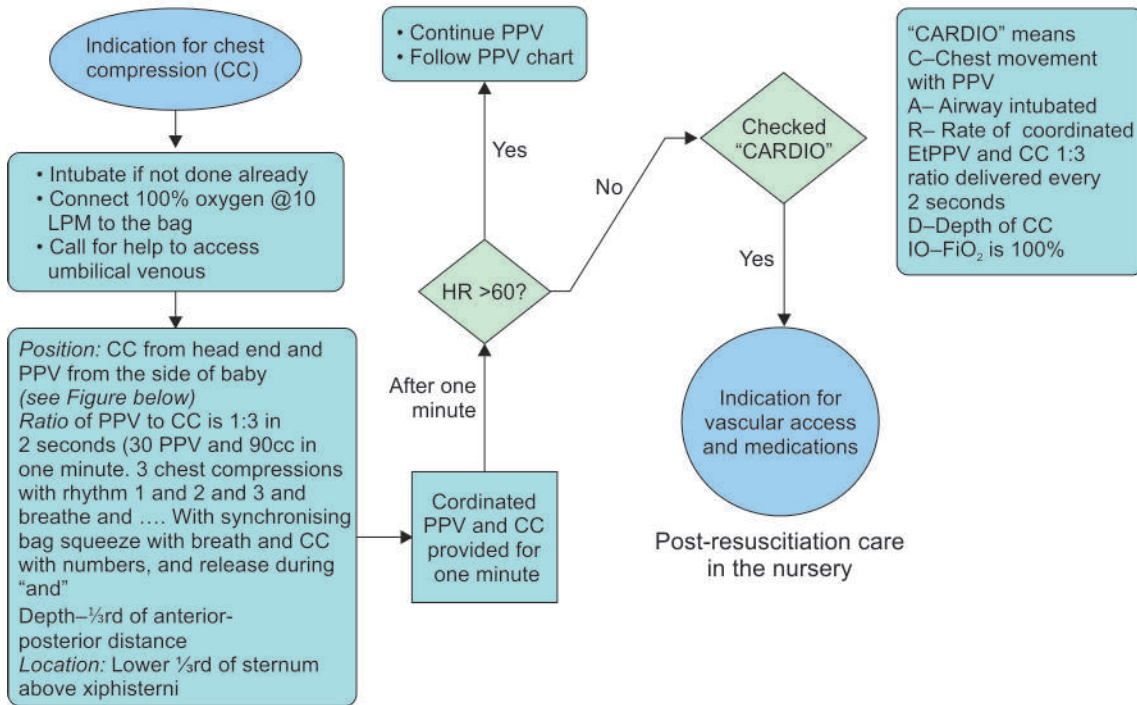 Indication for chest
compression (CC)
• Intubate if not done already
• Connect 100% oxygen @10
LPM to the bag
• Call for help to access
umbilical venous
Position: CC from head end and
PPV from the side of baby
(see Figure below)
Ratio of PPV to CC is 1:3 in
2 seconds (30 PPV and 90cc in
one minute. 3 chest compressions
with rhythm 1 and 2 and 3 and
breathe and .... With synchronising
bag squeeze with breath and CC
with numbers, and release during
“and”
Depth–⅓rd of anterior-
posterior distance
Location: Lower ⅓rd of sternum
above xiphisterni
Cordinated
PPV and CC
provided for
one minute
After one
minute
HR >60?
Yes
• Continue PPV
• Follow PPV chart
No
Checked
“CARDIO”
Yes
Indication for
vascular access
and medications
Post-resuscitiation care
in the nursery
“CARDIO” means
C–Chest movement
with PPV
A– Airway intubated
R– Rate of coordinated
EtPPV and CC 1:3
ratio delivered every
2 seconds
D–Depth of CC
IO–FiO₂ is 100%